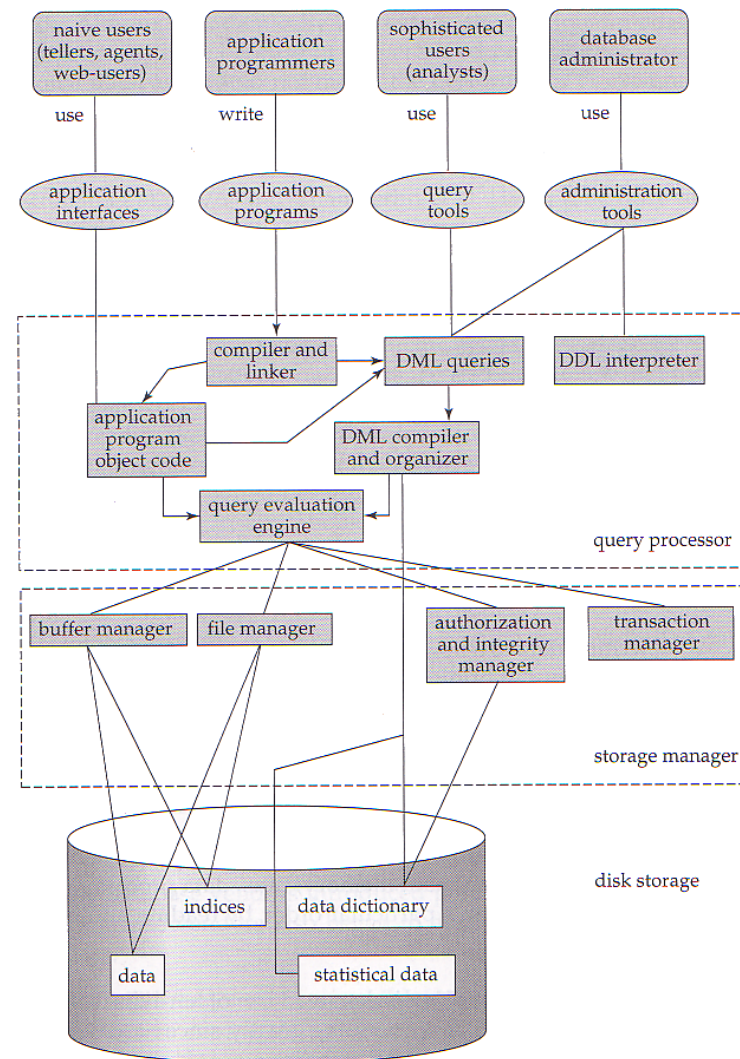 naive users
(tellers, agents,
web-users)
application
programmers
sophisticated
users
(analysts)
database
administrator
use
write
use
use
application
interfaces
application
programs
query
tools
administration
tools
compiler and
linker
DML queries
DDL interpreter
application
program
object code
DML compiler
and organizer
query evaluation
engine
query processor
buffer manager
file manager
authorization
and integrity
manager
transaction
manager
storage manager
disk storage
indices
data dictionary
data
statistical data